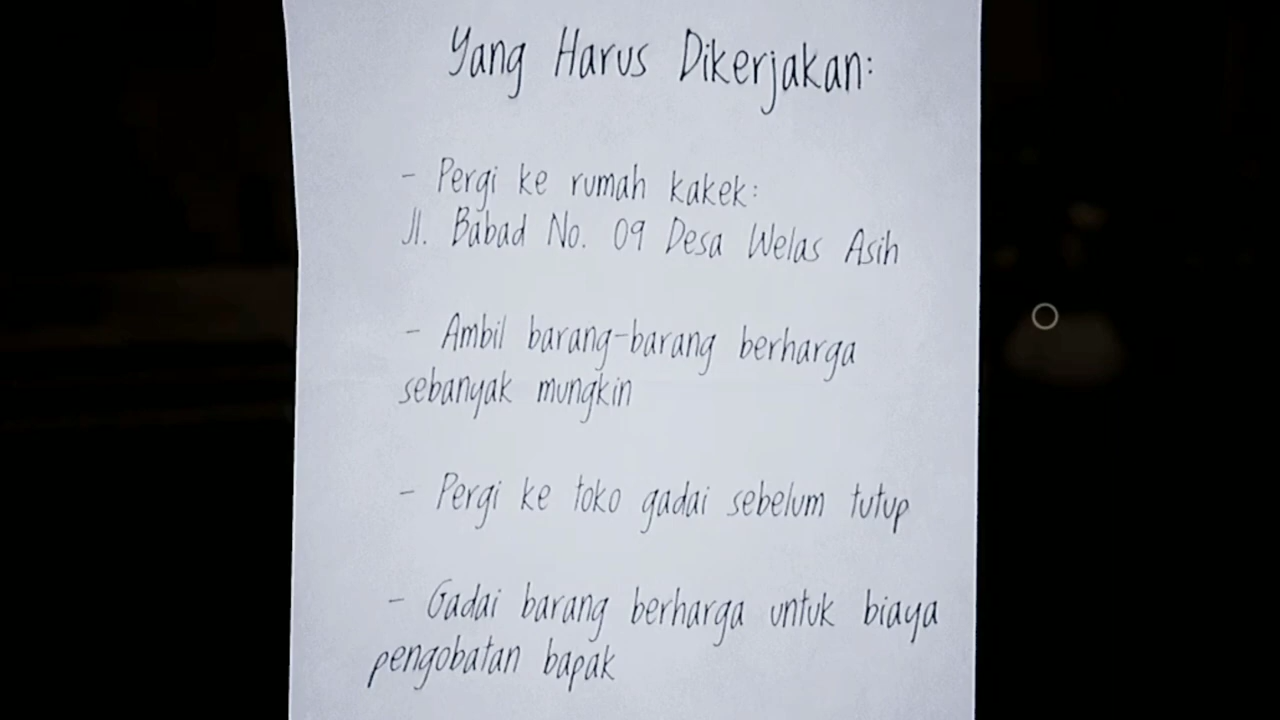 Yang Harus Dikerjakan:
- Pergi ke rumah kakek:
Jl. Babad No. 09 Desa Welas Asih
- Ambil barang-barang berharga
sebanyak mungkin
- Pergi ke toko gadai sebelum tutup
- Gadai barang berharga untuk biaya
pengobatan bapak